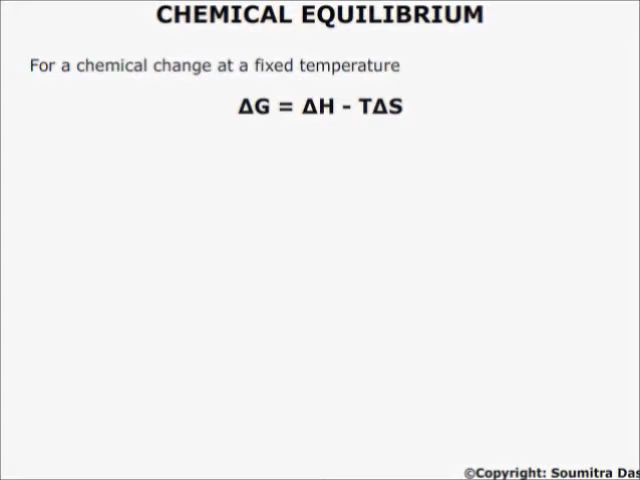 CHEMICAL EQUILIBRIUM
For a chemical change at a fixed temperature
ΔG = ΔH - TΔS
©Copyright: Soumitra Das